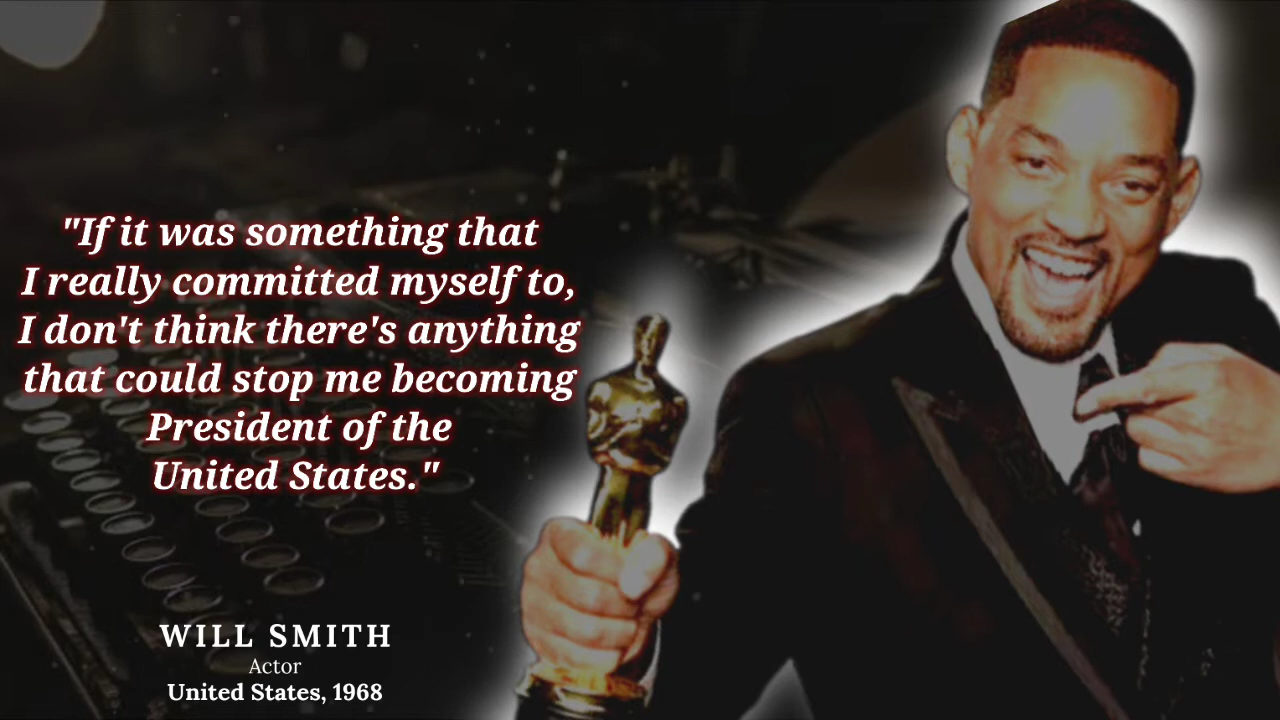 "If it was something that
I really committed myself to,
I don't think there's anything
that could stop me becoming
President of the
United States."
WILL SMITH
Actor
United States, 1968